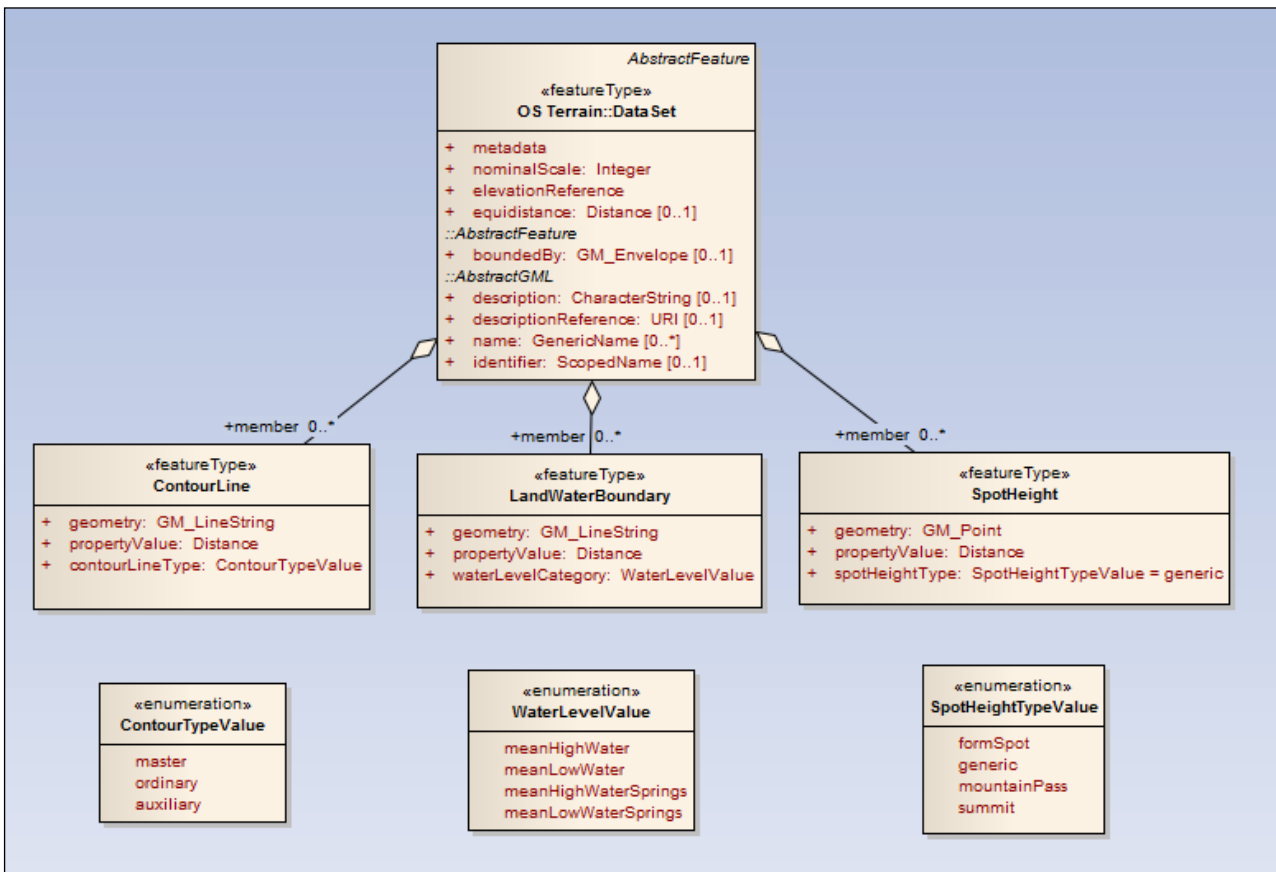 AbstractFeature
«featureType»
OS Terrain::DataSet
+ metadata
+ nominalScale: Integer
+ elevationReference
+ equidistance: Distance [0..1]
::AbstractFeature
+ boundedBy: GM_Envelope [0..1]
::AbstractGML
+ description: CharacterString [0..1]
+ descriptionReference: URI [0..1]
+ name: GenericName [0..*]
+ identifier: ScopedName [0..1]
+member 0..*
+member 0..*
+member 0..*
«featureType»
ContourLine
+ geometry: GM_LineString
+ propertyValue: Distance
+ contourLineType: ContourTypeValue
«featureType»
LandWaterBoundary
+ geometry: GM_LineString
+ propertyValue: Distance
+ waterLevelCategory: WaterLevelValue
«featureType»
SpotHeight
+ geometry: GM_Point
+ propertyValue: Distance
+ spotHeightType: SpotHeightTypeValue = generic
«enumeration»
ContourTypeValue
master
ordinary
auxiliary
«enumeration»
WaterLevelValue
meanHighWater
meanLowWater
meanHighWaterSprings
meanLowWaterSprings
«enumeration»
SpotHeightTypeValue
formSpot
generic
mountainPass
summit